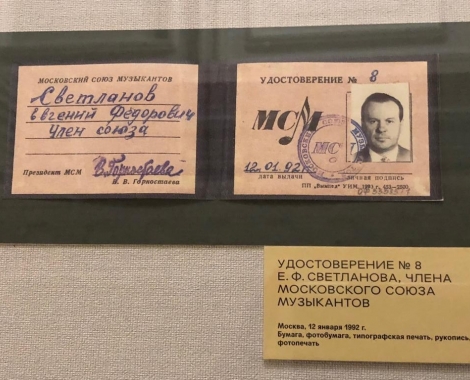 МОСКОВСКИЙ СОЮЗ МУЗЫКАНТОВ
Светланов
Евгений Фёдорович
Член союза
Президент МСМ
В. В. Горностаева
УДОСТОВЕРЕНИЕ № 8
МСМ
МС
12.01.92
дата выдачи
личная подпись
УДОСТОВЕРЕНИЕ № 8
Е. Ф. СВЕТЛАНОВА, ЧЛЕНА
МОСКОВСКОГО СОЮЗА
МУЗЫКАНТОВ
Москва, 12 января 1992 г.
Бумага, фотобумага, типографская печать, рукопись,
фотопечать